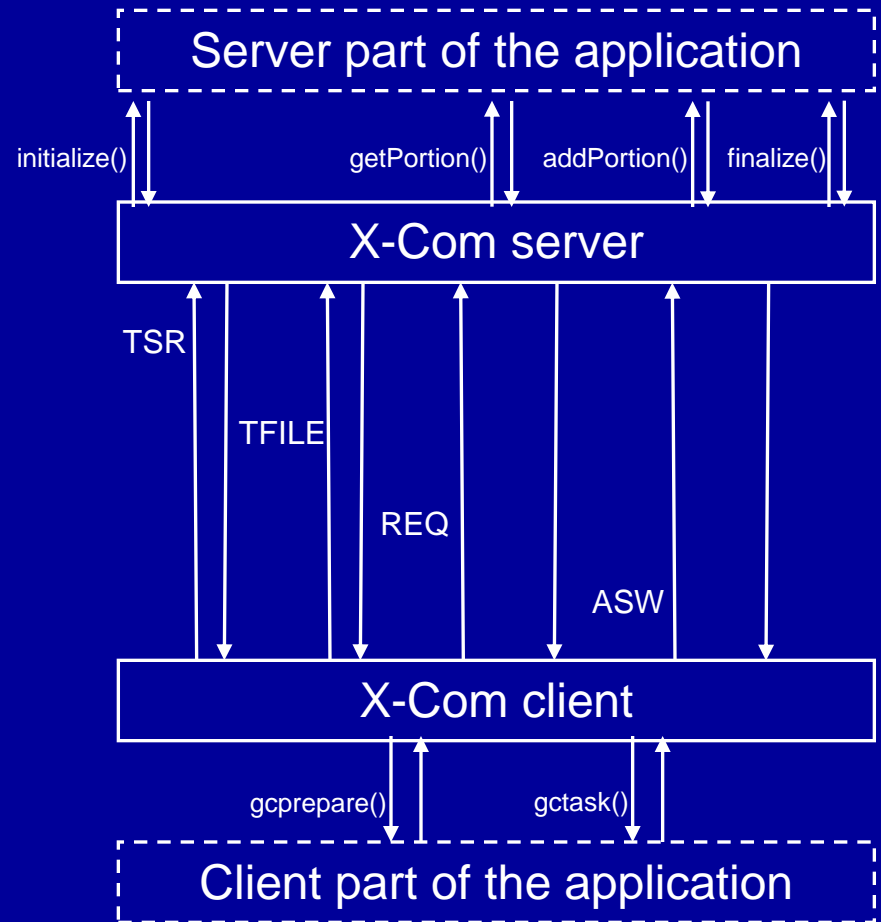 Server part of the application
initialize()
getPortion()
addPortion()
finalize()
X-Com server
TSR
TFILE
REQ
ASW
X-Com client
gcprepare()
gctask()
Client part of the application